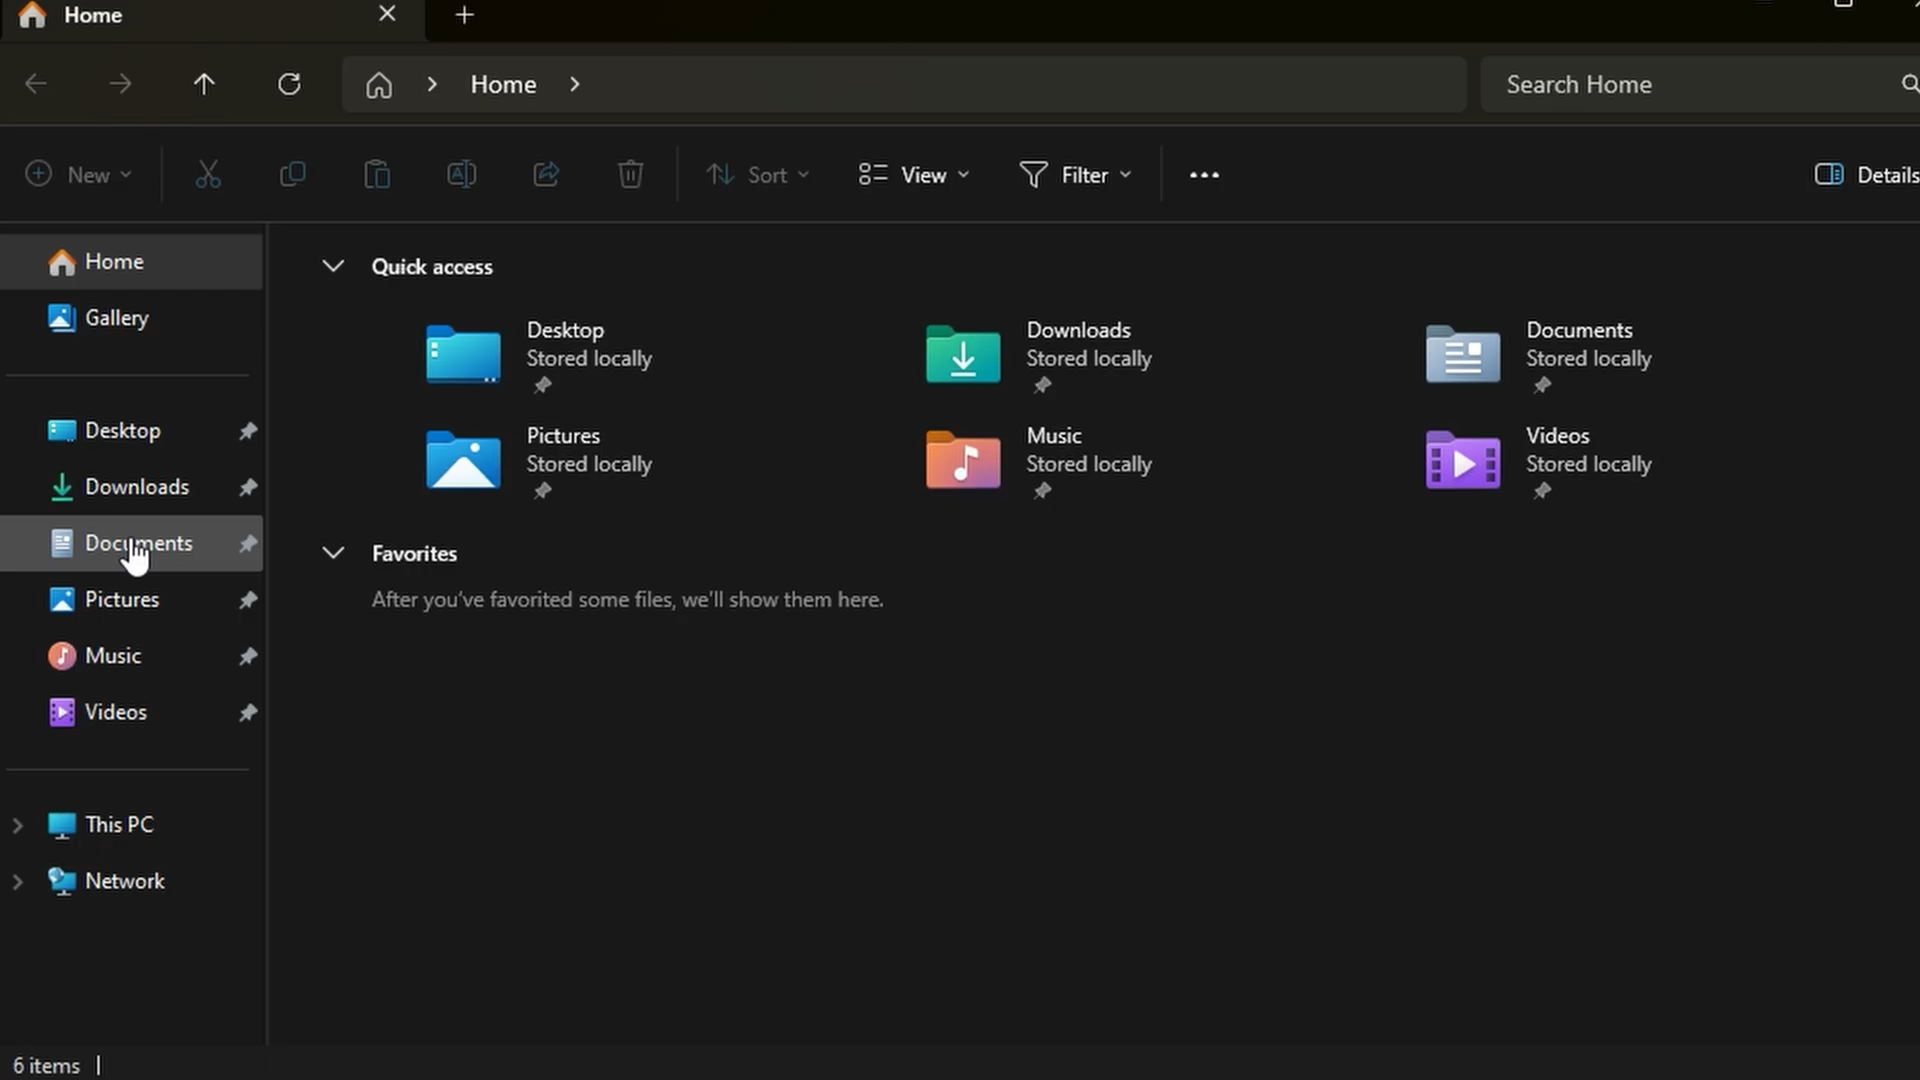 Home
Home
Search Home
New
Sort
View
Filter
Details
Home
Gallery
Desktop
Downloads
Documents
Pictures
Music
Videos
This PC
Network
Quick access
Desktop
Stored locally
Downloads
Stored locally
Documents
Stored locally
Pictures
Stored locally
Music
Stored locally
Videos
Stored locally
Favorites
After you've favorited some files, we'll show them here.
6 items